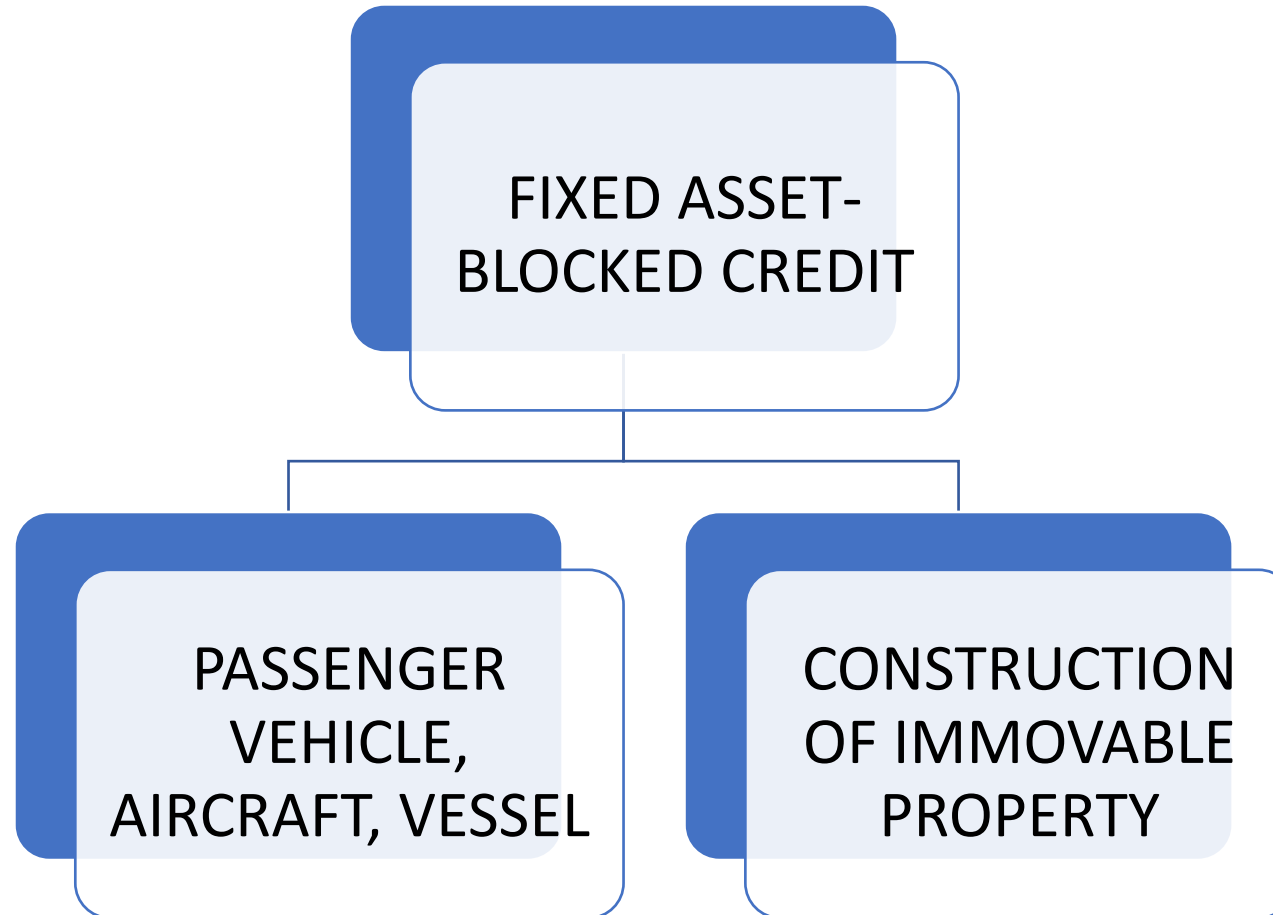 FIXED ASSET-
BLOCKED CREDIT
PASSENGER
VEHICLE,
AIRCRAFT, VESSEL
CONSTRUCTION
OF IMMOVABLE
PROPERTY